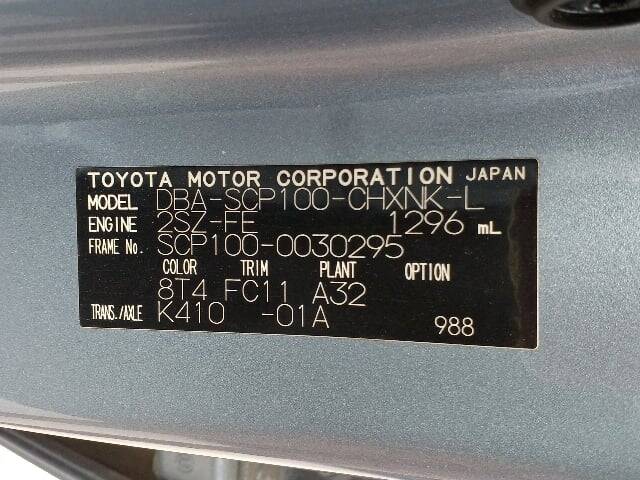 TOYOTA MOTOR CORPORATION JAPAN
MODEL DBA-SCP100-CHXNK-L
ENGINE 2SZ-FE 1296 mL
FRAME No. SCP100-0030295
COLOR TRIM PLANT OPTION
8T4 FC11 A32
TRANS./AXLE K410 -01A
988